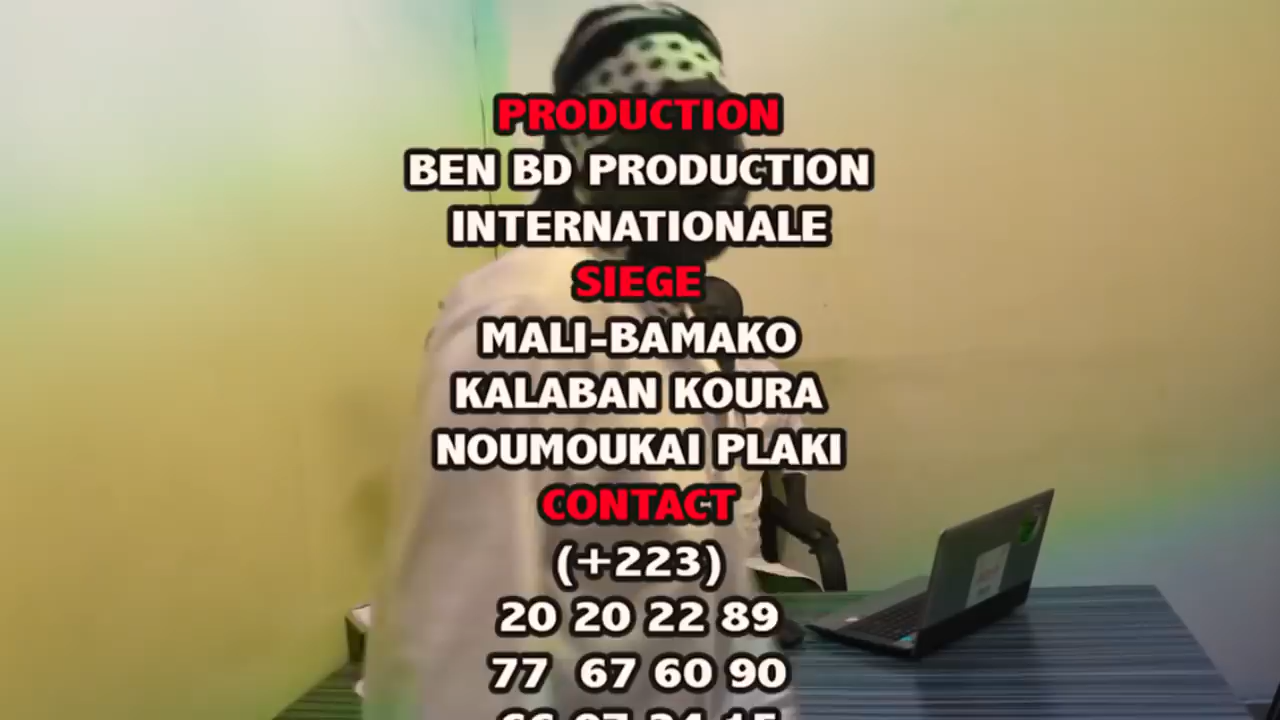 PRODUCTION
BEN BD PRODUCTION
INTERNATIONALE
SIEGE
MALI-BAMAKO
KALABAN KOURA
NOUMOUKAI PLAKI
CONTACT
(+223)
20 20 22 89
77 67 60 90